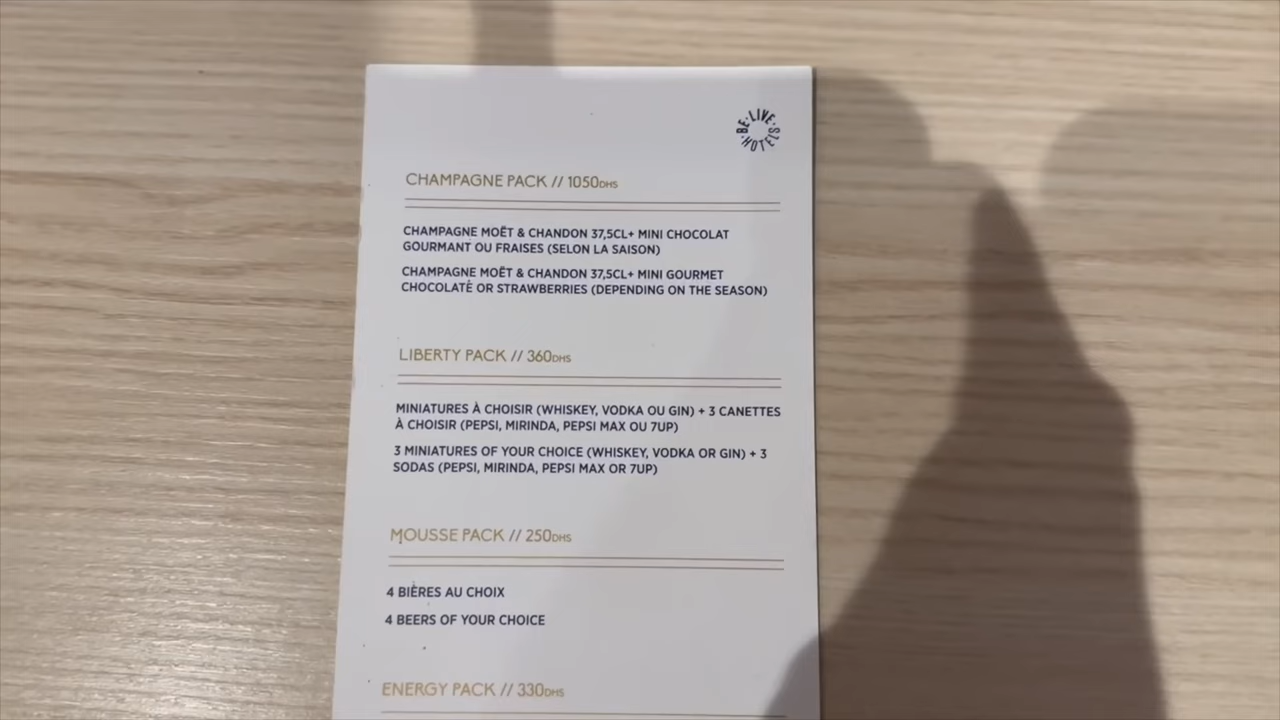 BE·LIVE·HOTELS
CHAMPAGNE PACK // 1050DHS
CHAMPAGNE MOËT & CHANDON 37,5CL+ MINI CHOCOLAT
GOURMANT OU FRAISES (SELON LA SAISON)
CHAMPAGNE MOËT & CHANDON 37,5CL+ MINI GOURMET
CHOCOLATE OR STRAWBERRIES (DEPENDING ON THE SEASON)
LIBERTY PACK // 360DHS
MINIATURES À CHOISIR (WHISKEY, VODKA OU GIN) + 3 CANETTES
À CHOISIR (PEPSI, MIRINDA, PEPSI MAX OU 7UP)
3 MINIATURES OF YOUR CHOICE (WHISKEY, VODKA OR GIN) + 3
SODAS (PEPSI, MIRINDA, PEPSI MAX OR 7UP)
MOUSSE PACK // 250DHS
4 BIÈRES AU CHOIX
4 BEERS OF YOUR CHOICE
ENERGY PACK // 330DHS